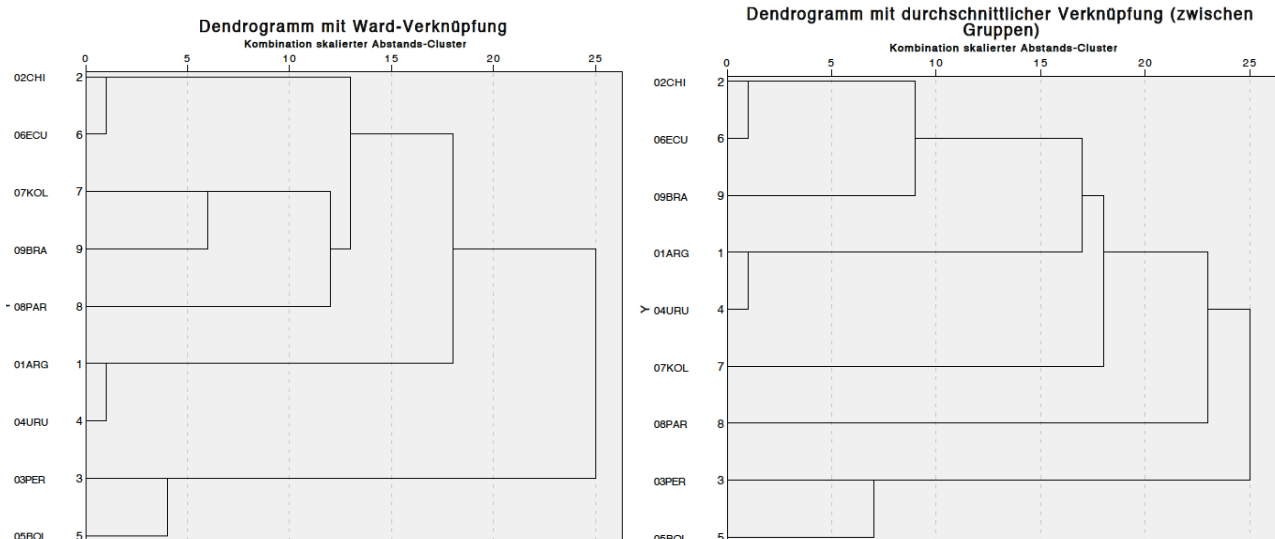 Dendrogramm mit Ward-Verknüpfung
Kombination skalierter Abstands-Cluster
0 5 10 15 20 25
02CHI 2
06ECU 6
07KOL 7
09BRA 9
08PAR 8
01ARG 1
04URU 4
03PER 3
05BOL 5
Dendrogramm mit durchschnittlicher Verknüpfung (zwischen
Gruppen)
Kombination skalierter Abstands-Cluster
0 5 10 15 20 25
02CHI 2
06ECU 6
09BRA 9
01ARG 1
Y 04URU 4
07KOL 7
08PAR 8
03PER 3
05BOL 5